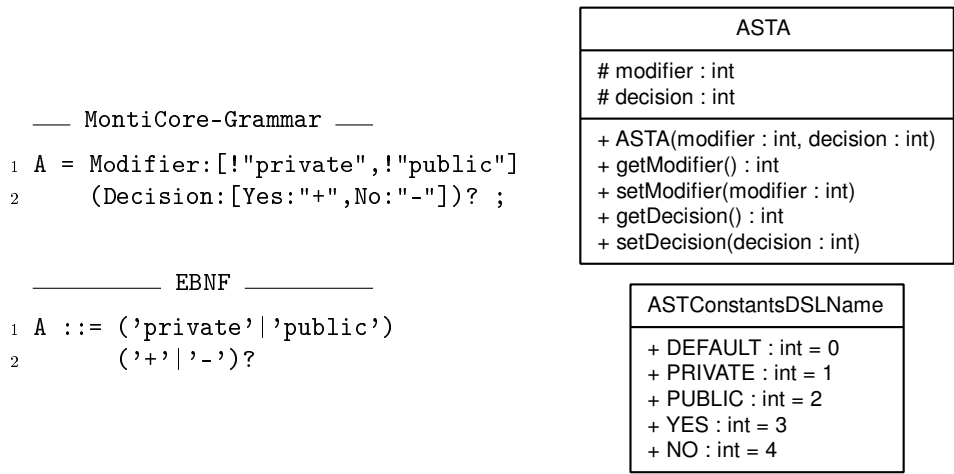 MontiCore-Grammar
1 A = Modifier:[!"private",!"public"]
2 (Decision:[Yes:"+",No:"-"])? ;
EBNF
1 A ::= ('private'|'public')
2 ('+'|'-')?
ASTA
# modifier : int
# decision : int
+ ASTA(modifier : int, decision : int)
+ getModifier() : int
+ setModifier(modifier : int)
+ getDecision() : int
+ setDecision(decision : int)
ASTConstantsDSLName
+ DEFAULT : int = 0
+ PRIVATE : int = 1
+ PUBLIC : int = 2
+ YES : int = 3
+ NO : int = 4